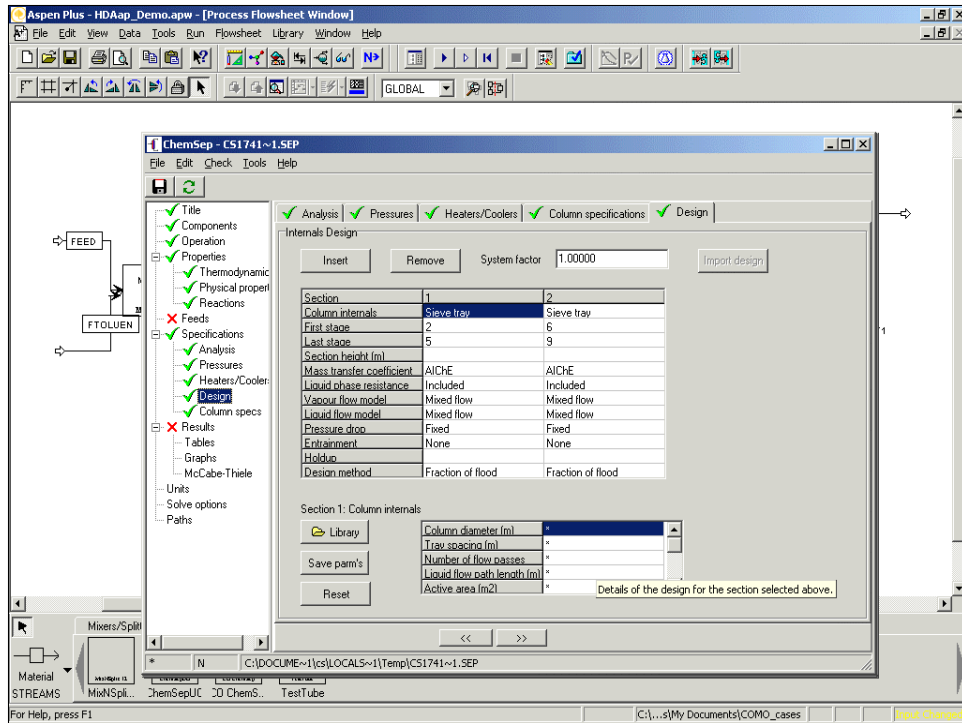 Aspen Plus - HDAap_Demo.apw - [Process Flowsheet Window]
File Edit View Data Tools Run Flowsheet Library Window Help
N»
GLOBAL
ChemSep - CS1741~1.SEP
File Edit Check Tools Help
Title
Components
Operation
Properties
Thermodynamic
Physical propert
Reactions
Feeds
Specifications
Analysis
Pressures
Heaters/Coolers
Design
Column specs
Results
Tables
Graphs
McCabe-Thiele
Units
Solve options
Paths
Analysis Pressures Heaters/Coolers Column specifications Design
Internals Design
Insert Remove System factor 1.00000 Import design
Section 1 2
Column internals Sieve tray Sieve tray
First stage 2 6
Last stage 5 9
Section height (m)
Mass transfer coefficient AIChE AIChE
Liquid phase resistance Included Included
Vapour flow model Mixed flow Mixed flow
Liquid flow model Mixed flow Mixed flow
Pressure drop Fixed Fixed
Entrainment None None
Holdup
Design method Fraction of flood Fraction of flood
Section 1: Column internals
Library
Save parm's
Reset
Column diameter (m) *
Tray spacing (m) *
Number of flow passes *
Liquid flow path length (m) *
Active area (m2) *
Details of the design for the section selected above.
<< >>
* N C:\DOCUME~1\cs\LOCALS~1\Temp\CS1741~1.SEP
FEED
FTOLUEN
Mixers/Split
Material
STREAMS
MixNSpli... ChemSepUC CO ChemS.. TestTube
For Help, press F1
C:\...s\My Documents\COMO_cases
Input Changed